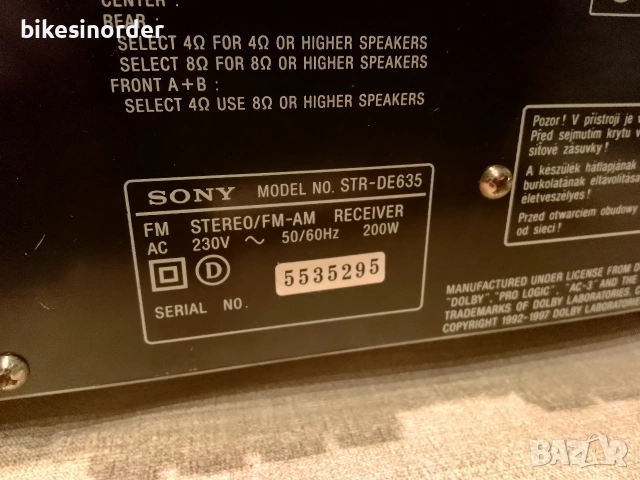 bikesinorder
CENTER :
REAR :
SELECT 4Ω FOR 4Ω OR HIGHER SPEAKERS
SELECT 8Ω FOR 8Ω OR HIGHER SPEAKERS
FRONT A+B :
SELECT 4Ω USE 8Ω OR HIGHER SPEAKERS
SONY MODEL NO. STR-DE635
FM STEREO/FM-AM RECEIVER
AC 230V ~ 50/60Hz 200W
D
5535295
SERIAL NO.
Pozor! V přístroji je
Před sejmutím krytu
síťové zásuvky!
A készülék hátlapjának
burkolatának eltávolítása
életveszélyes!
Przed otwarciem obudowy
od sieci!
MANUFACTURED UNDER LICENSE FROM
"DOLBY", "PRO LOGIC", "AC-3" AND THE
TRADEMARKS OF DOLBY LABORATORIES.
COPYRIGHT 1992-1997 DOLBY LABORATORIES
BAZAR